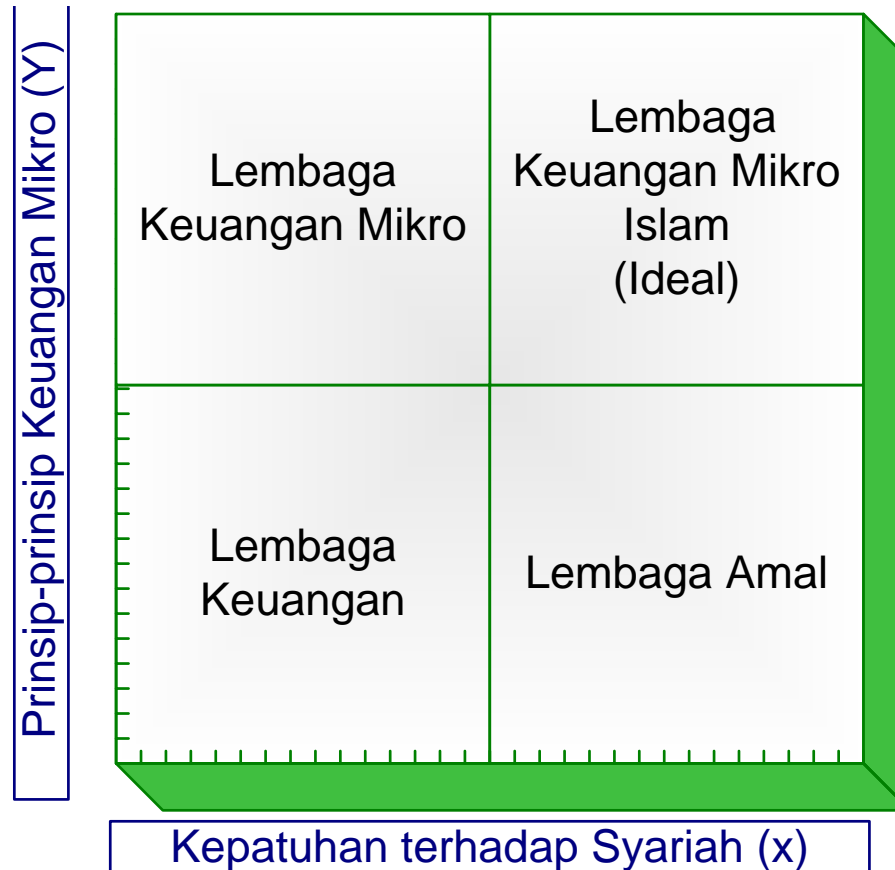 Prinsip-prinsip Keuangan Mikro (Y)
Lembaga
Keuangan Mikro
Lembaga
Keuangan Mikro
Islam
(Ideal)
Lembaga
Keuangan
Lembaga Amal
Kepatuhan terhadap Syariah (x)